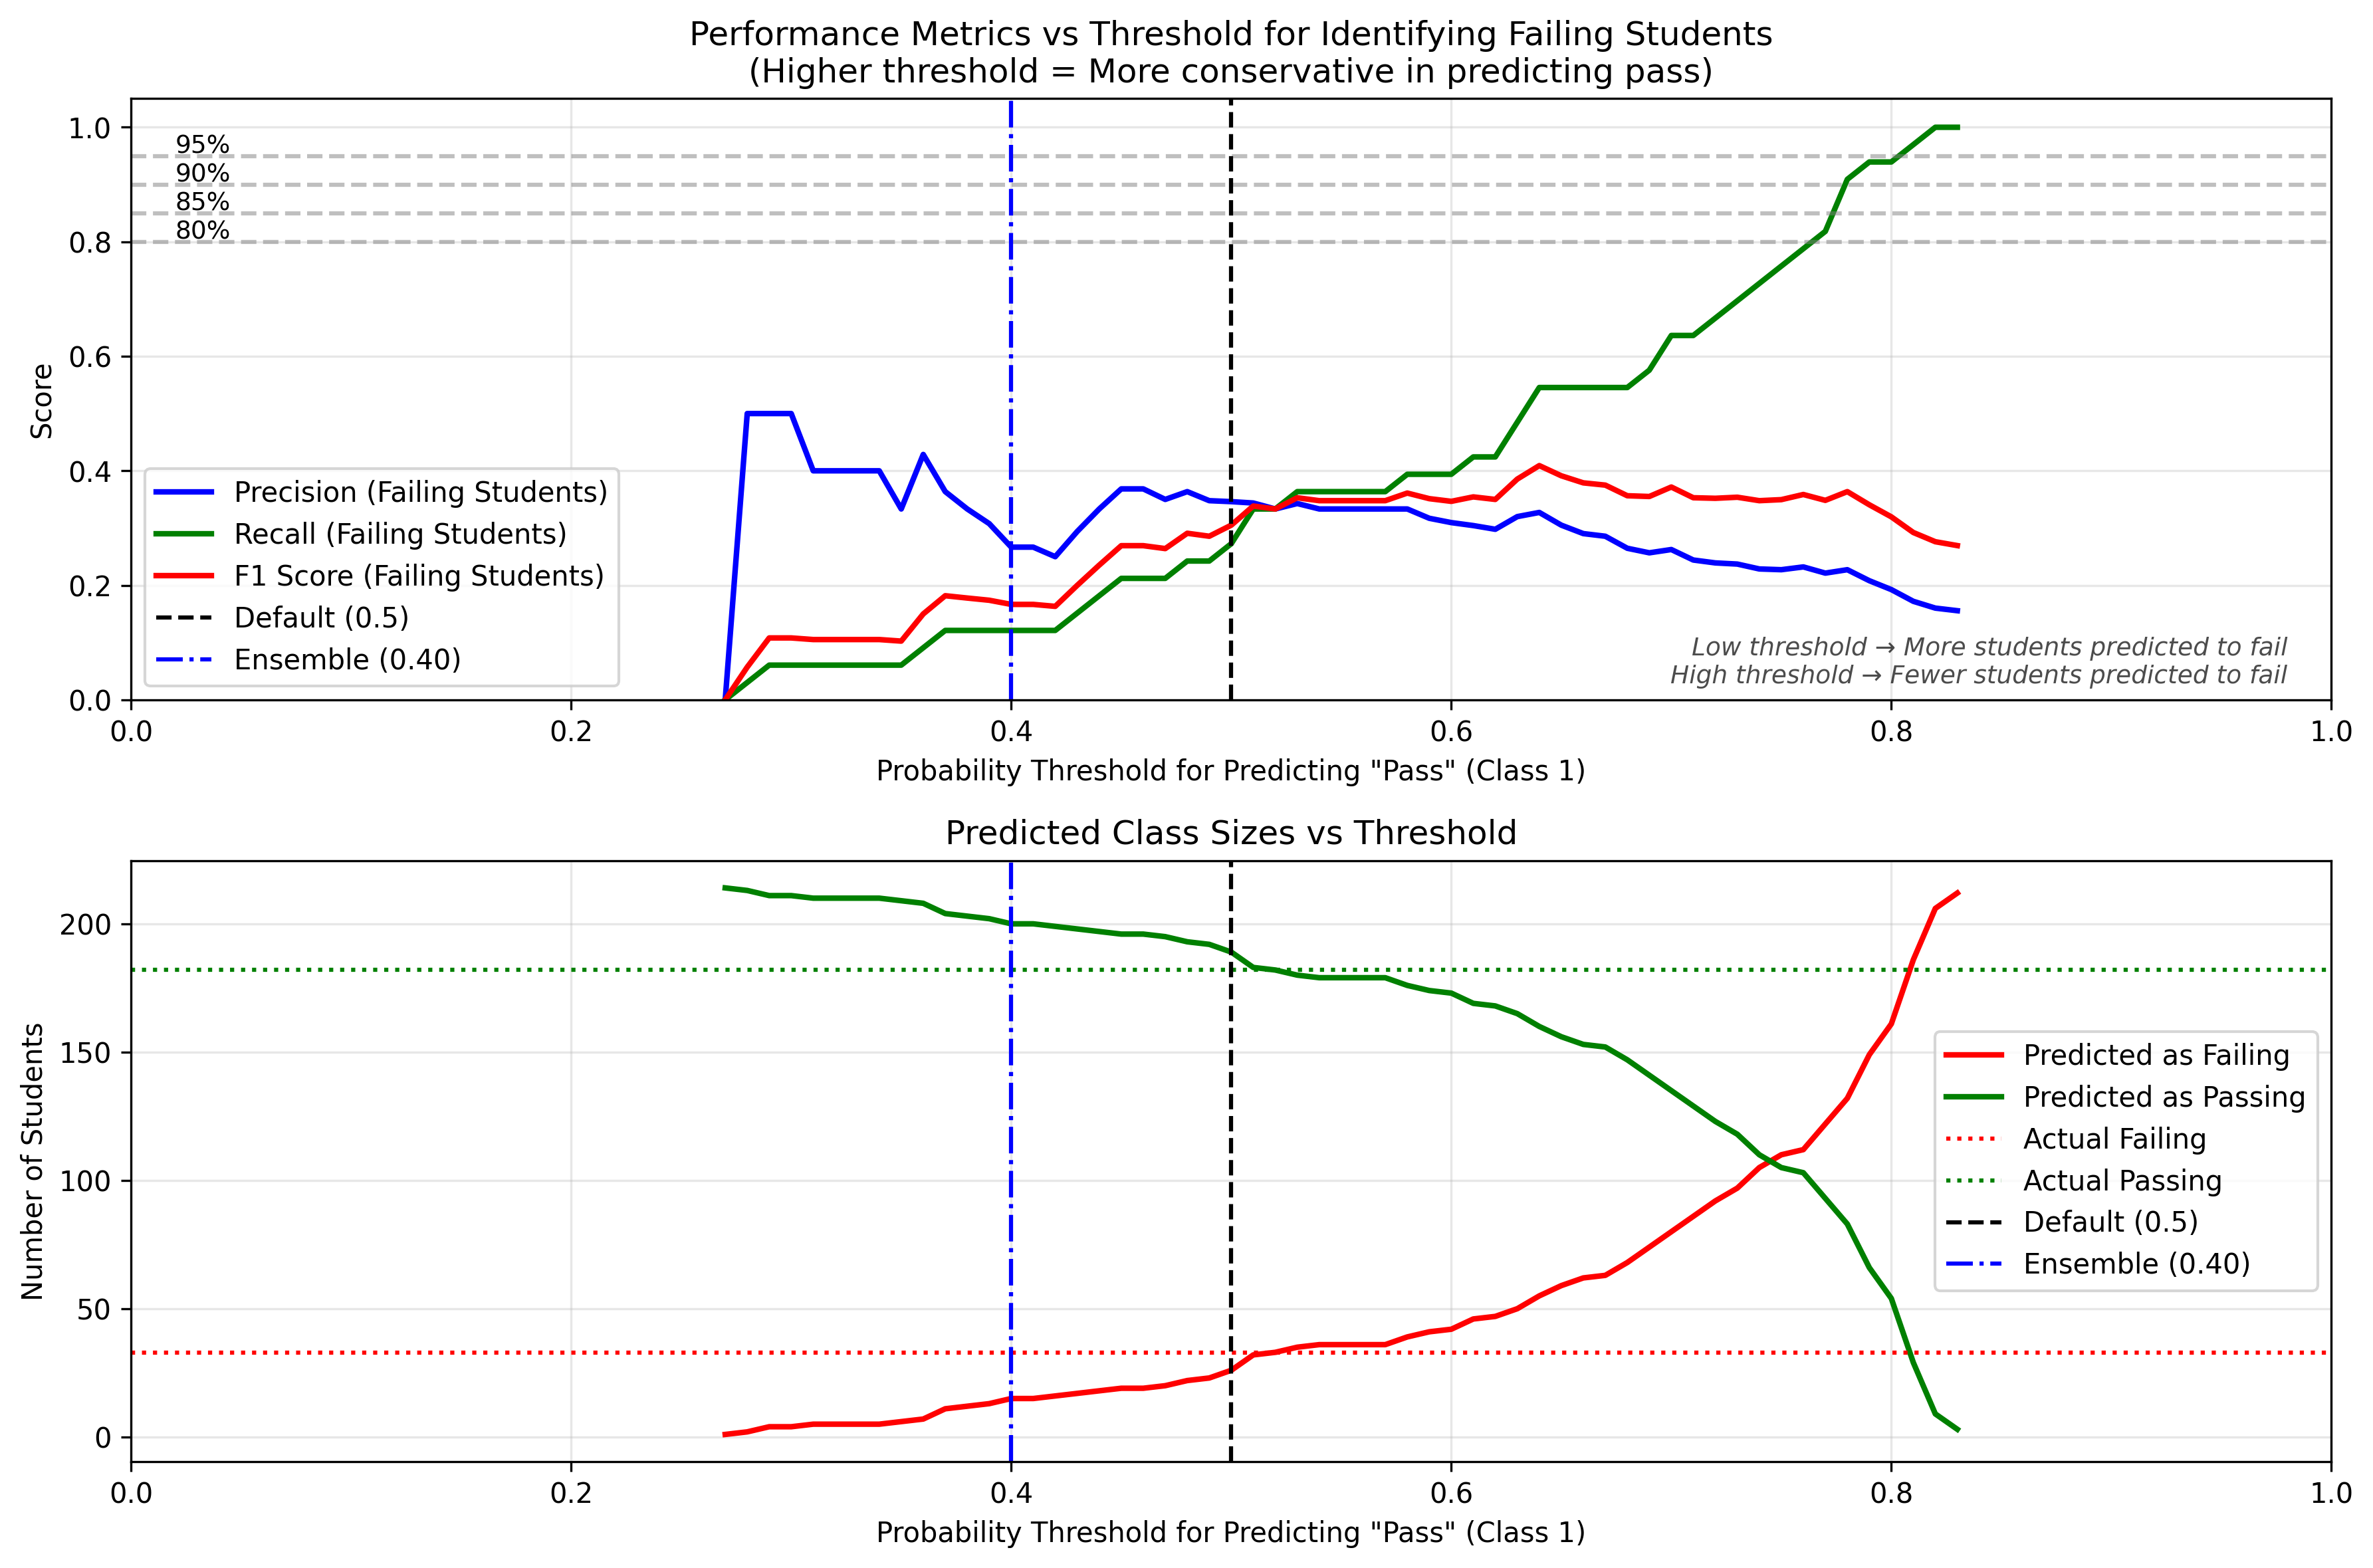 Performance Metrics vs Threshold for Identifying Failing Students
(Higher threshold = More conservative in predicting pass)
Score
1.0
0.8
0.6
0.4
0.2
0.0
95%
90%
85%
80%
Precision (Failing Students)
Recall (Failing Students)
F1 Score (Failing Students)
Default (0.5)
Ensemble (0.40)
Low threshold → More students predicted to fail
High threshold → Fewer students predicted to fail
0.0 0.2 0.4 0.6 0.8 1.0
Probability Threshold for Predicting "Pass" (Class 1)
Predicted Class Sizes vs Threshold
Number of Students
200
150
100
50
0
Predicted as Failing
Predicted as Passing
Actual Failing
Actual Passing
Default (0.5)
Ensemble (0.40)
0.0 0.2 0.4 0.6 0.8 1.0
Probability Threshold for Predicting "Pass" (Class 1)